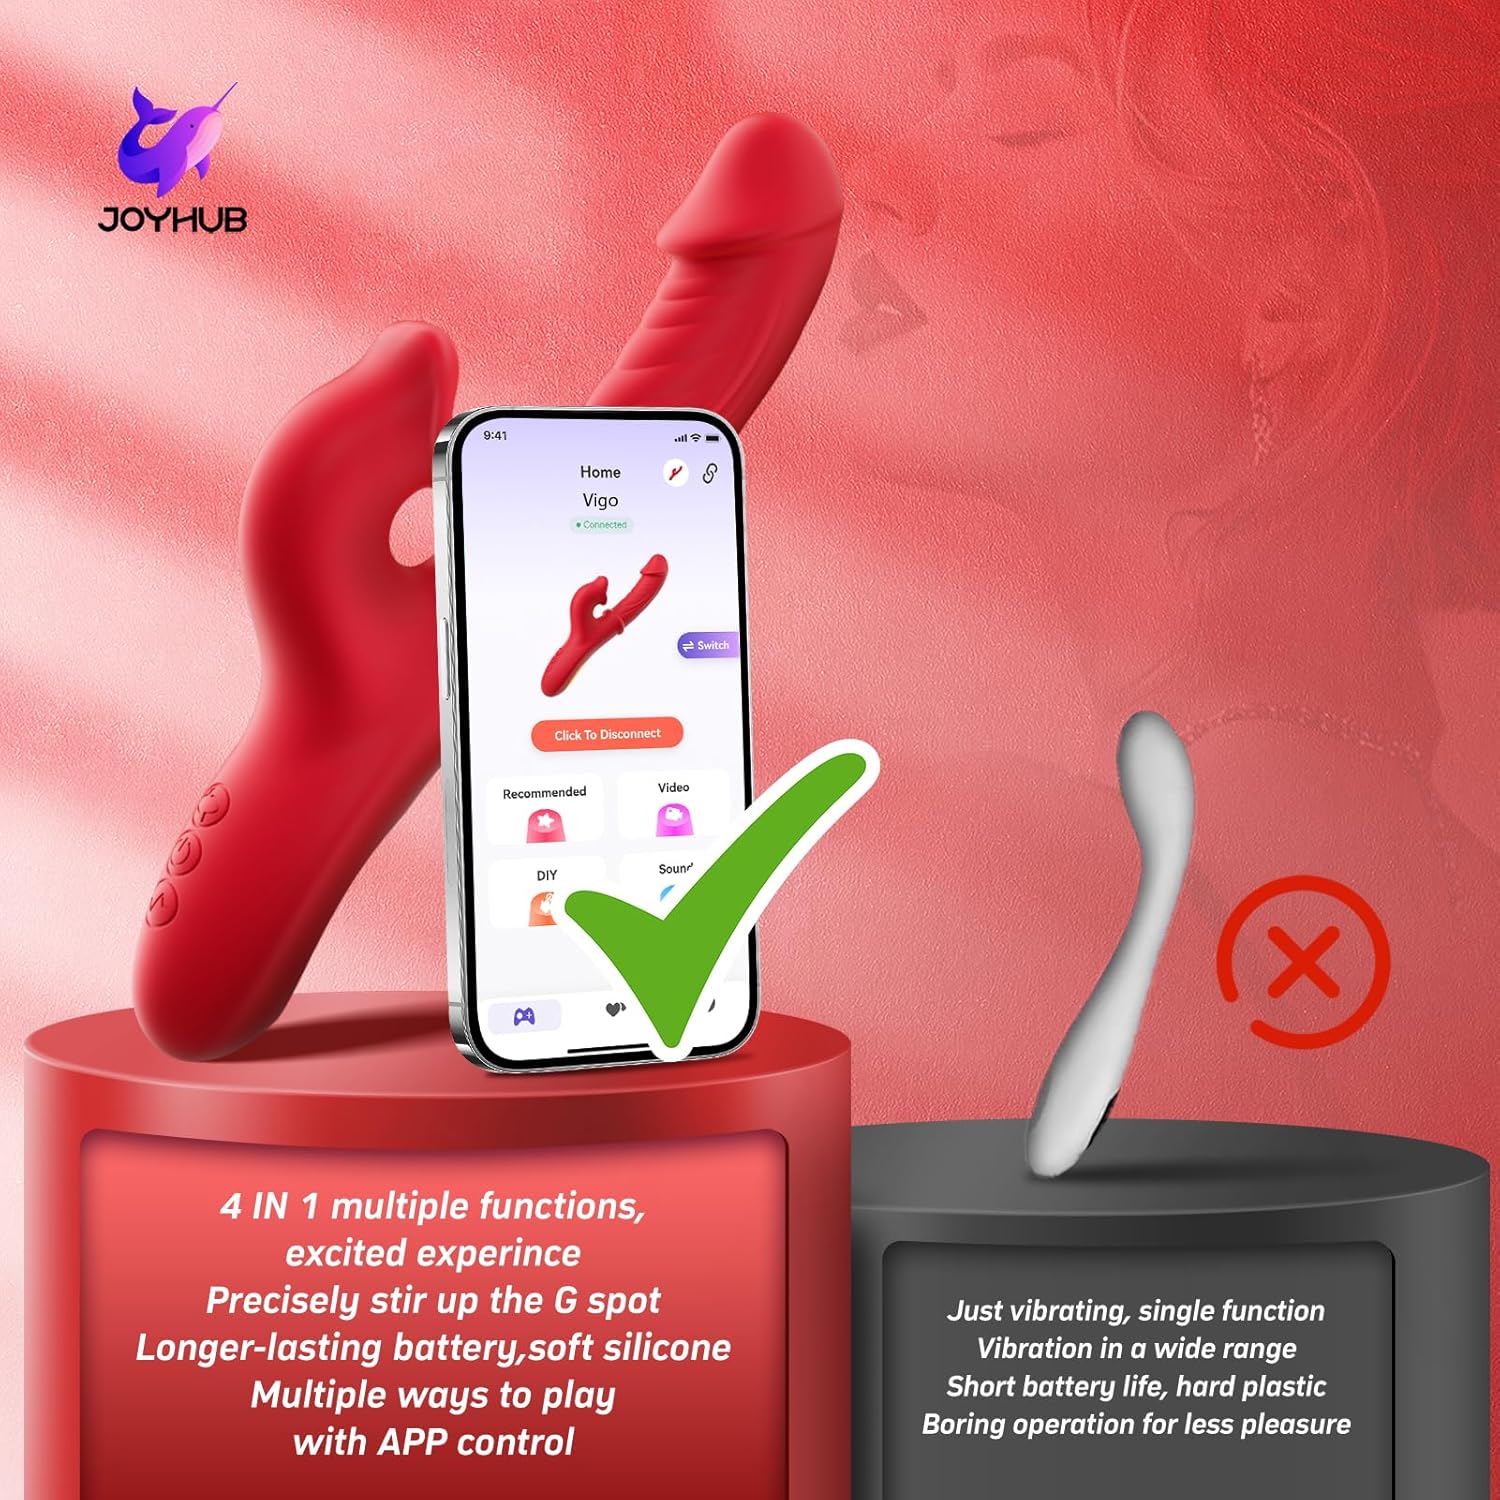 JOYHUB
9:41
Home
Vigo
Connected
Switch
Click To Disconnect
Recommended
Video
DIY
4 IN 1 multiple functions,
excited experince
Precisely stir up the G spot
Longer-lasting battery,soft silicone
Multiple ways to play
with APP control
Just vibrating, single function
Vibration in a wide range
Short battery life, hard plastic
Boring operation for less pleasure